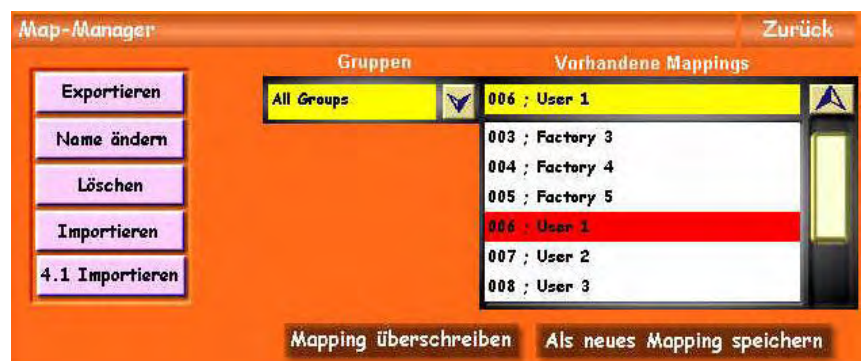 Map-Manager
Zurück
Gruppen
Vorhandene Mappings
Exportieren
Name ändern
Löschen
Importieren
4.1 Importieren
All Groups
006 ; User 1
003 ; Factory 3
004 ; Factory 4
005 ; Factory 5
006 ; User 1
007 ; User 2
008 ; User 3
Mapping überschreiben
Als neues Mapping speichern